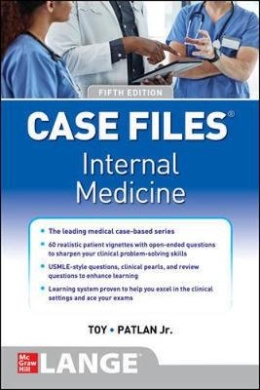 FIFTH EDITION
CASE FILES®
Internal
Medicine
• The leading medical case-based series
• 60 realistic patient vignettes with open-ended questions
to sharpen your clinical problem-solving skills
• USMLE-style questions, clinical pearls, and review
questions to enhance learning
• Learning system proven to help you excel in the clinical
settings and ace your exams
TOY • PATLAN Jr.
Mc
Graw
Hill
LANGE®